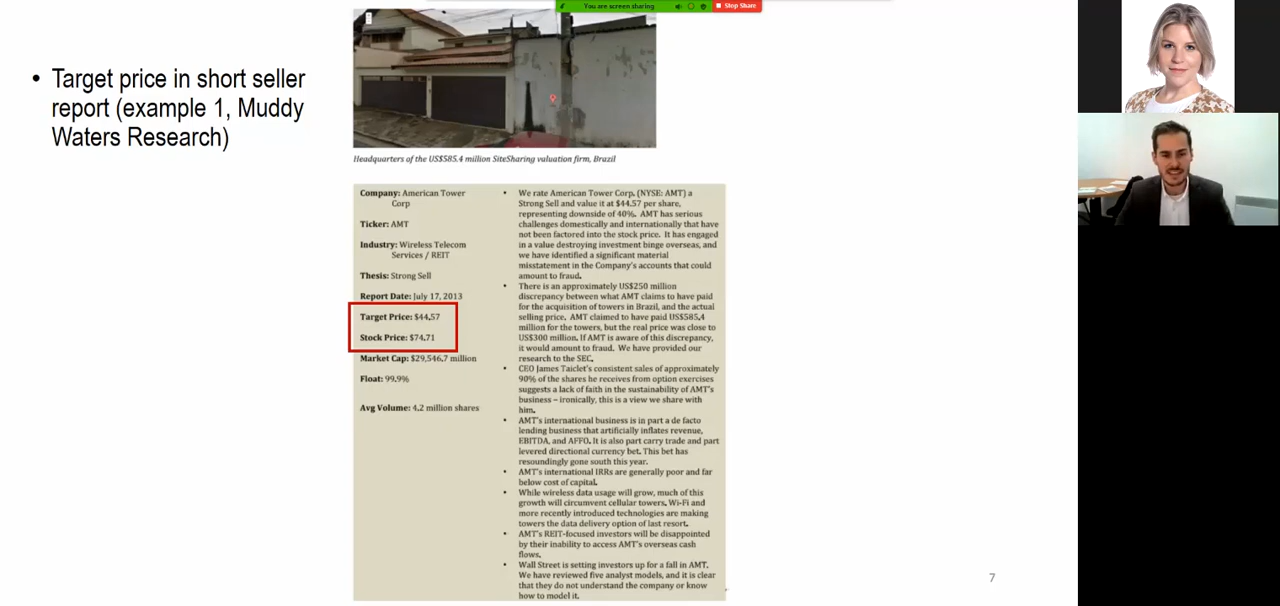 You are screen sharing
Stop Share
• Target price in short seller
report (example 1, Muddy
Waters Research)
Headquarters of the US$585.4 million SiteSharing valuation firm, Brazil
Company: American Tower
Corp
Ticker: AMT
Industry: Wireless Telecom
Services / REIT
Thesis: Strong Sell
Report Date: July 17, 2013
Target Price: $44.57
Stock Price: $74.71
Market Cap: $29,546.7 million
Float: 99.9%
Avg Volume: 4.2 million shares
• We rate American Tower Corp. (NYSE: AMT) a
Strong Sell and value it at $44.57 per share,
representing downside of 40%. AMT has serious
challenges domestically and internationally that have
not been factored into the stock price. It has engaged
in a value destroying investment binge overseas, and
we have identified a significant material
misstatement in the Company's accounts that could
amount to fraud.
• There is an approximately US$250 million
discrepancy between what AMT claims to have paid
for the acquisition of towers in Brazil, and the actual
selling price. AMT claimed to have paid US$585.4
million for the towers, but the real price was close to
US$300 million. If AMT is aware of this discrepancy,
it would amount to fraud. We have provided our
research to the SEC.
• CEO James Taiclet's consistent sales of approximately
90% of the shares he receives from option exercises
suggests a lack of faith in the sustainability of AMT's
business – ironically, this is a view we share with
him.
• AMT's international business is in part a de facto
lending business that artificially inflates revenue,
EBITDA, and AFFO. It is also part carry trade and part
levered directional currency bet. This bet has
resoundingly gone south this year.
• AMT's international IRRs are generally poor and far
below cost of capital.
• While wireless data usage will grow, much of this
growth will circumvent cellular towers. Wi-Fi and
more recently introduced technologies are making
towers the data delivery option of last resort.
• AMT's REIT-focused investors will be disappointed
by their inability to access AMT's overseas cash
flows.
• Wall Street is setting investors up for a fall in AMT.
We have reviewed five analyst models, and it is clear
that they do not understand the company or know
how to model it.
7